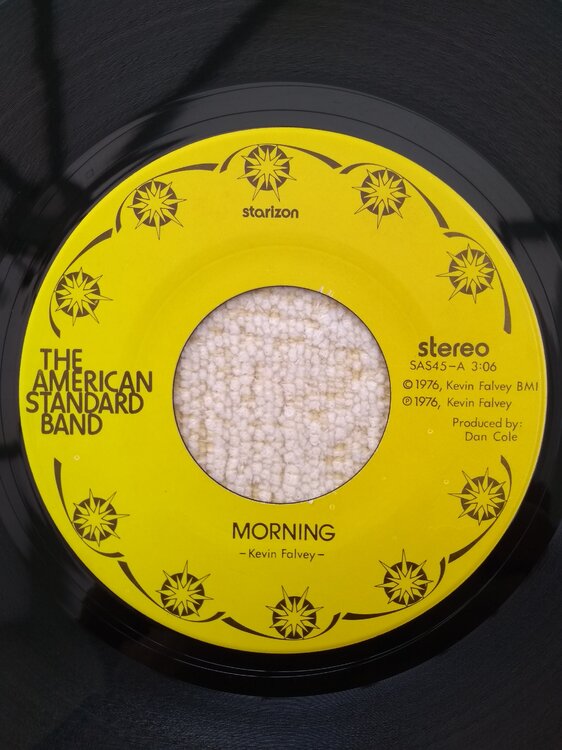 starizon
THE
AMERICAN
STANDARD
BAND
stereo
SAS45-A 3:06
©1976, Kevin Falvey BMI
℗1976, Kevin Falvey
Produced by:
Dan Cole
MORNING
-Kevin Falvey-